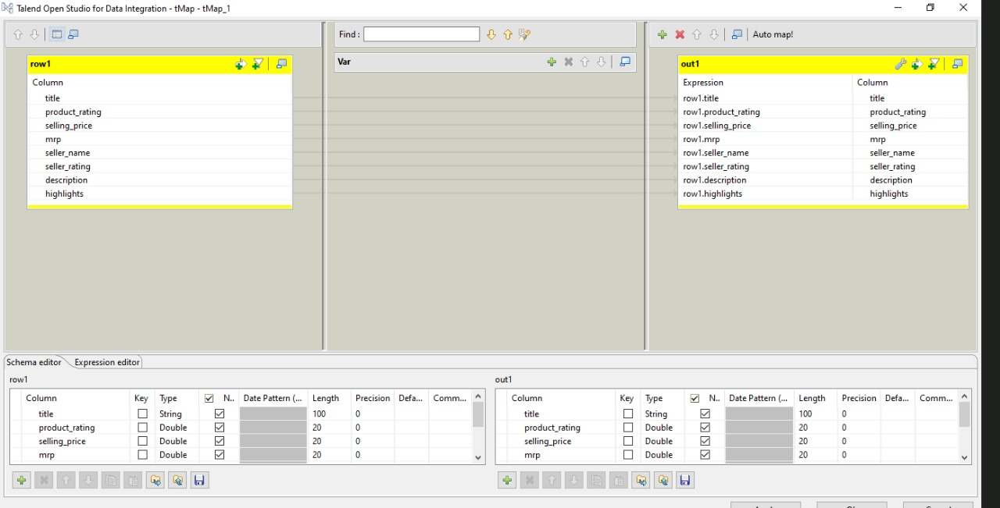 Talend Open Studio for Data Integration - tMap - tMap_1
Find :
Auto map!
row1
Column
title
product_rating
selling_price
mrp
seller_name
seller_rating
description
highlights
Var
out1
Expression Column
row1.title title
row1.product_rating product_rating
row1.selling_price selling_price
row1.mrp mrp
row1.seller_name seller_name
row1.seller_rating seller_rating
row1.description description
row1.highlights highlights
Schema editor Expression editor
row1
Column Key Type N.. Date Pattern (... Length Precision Defa... Comm...
title String 100 0
product_rating Double 20 0
selling_price Double 20 0
mrp Double 20 0
out1
Column Key Type N.. Date Pattern (... Length Precision Defa... Comm...
title String 100 0
product_rating Double 20 0
selling_price Double 20 0
mrp Double 20 0